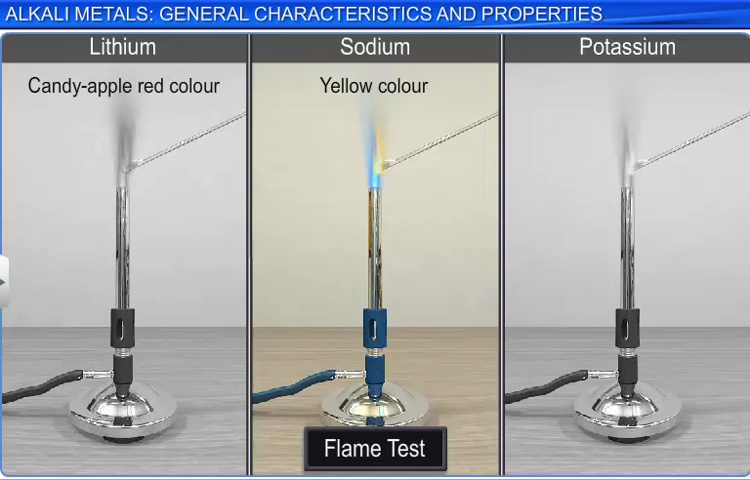 ALKALI METALS: GENERAL CHARACTERISTICS AND PROPERTIES
Lithium
Sodium
Potassium
Candy-apple red colour
Yellow colour
Flame Test